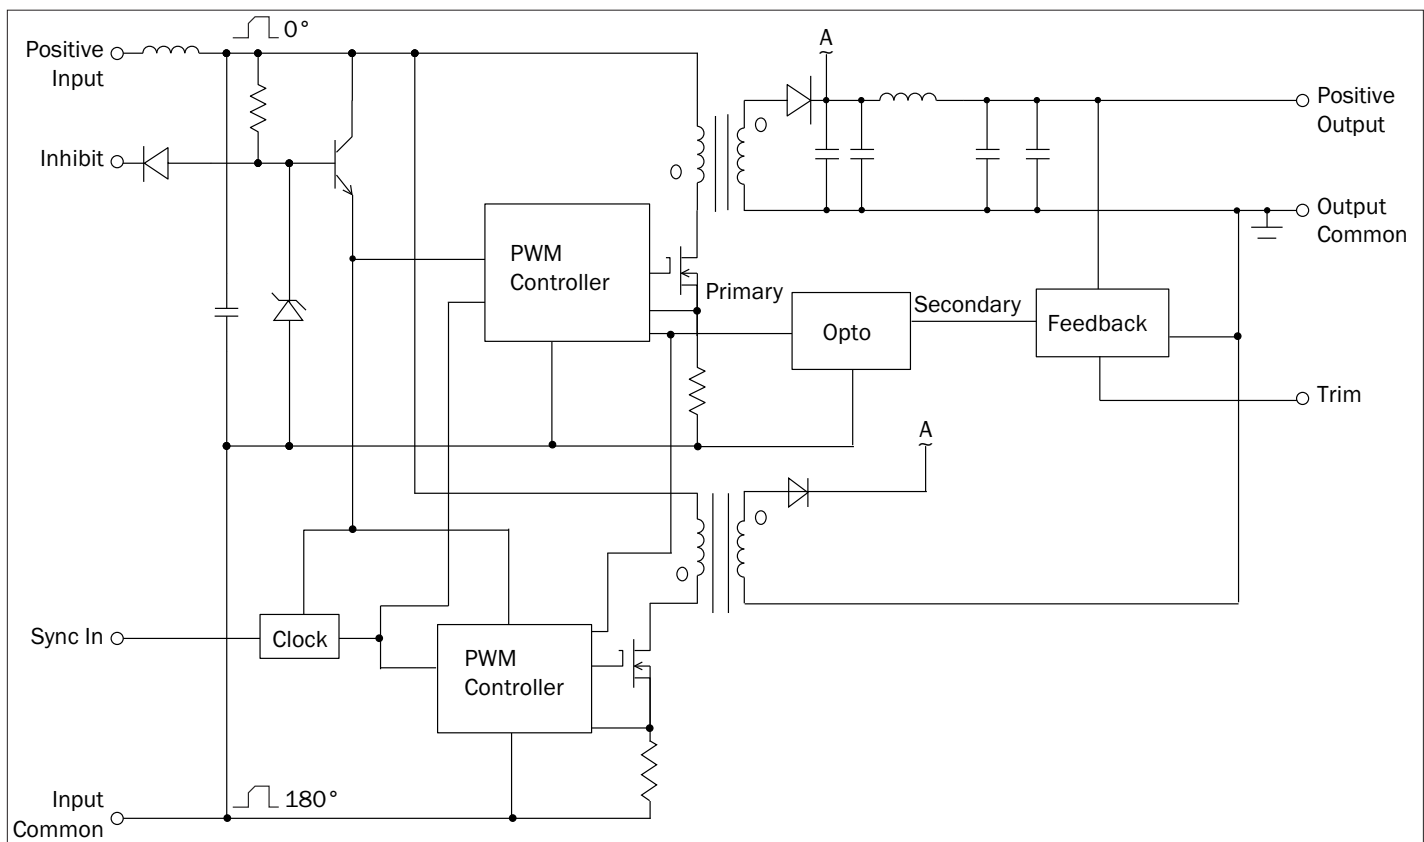 0°
A
Positive
Input
Positive
Output
Inhibit
Output
Common
PWM
Controller
Primary
Secondary
Opto
Feedback
Trim
A
Sync In
Clock
PWM
Controller
Input
Common
180°